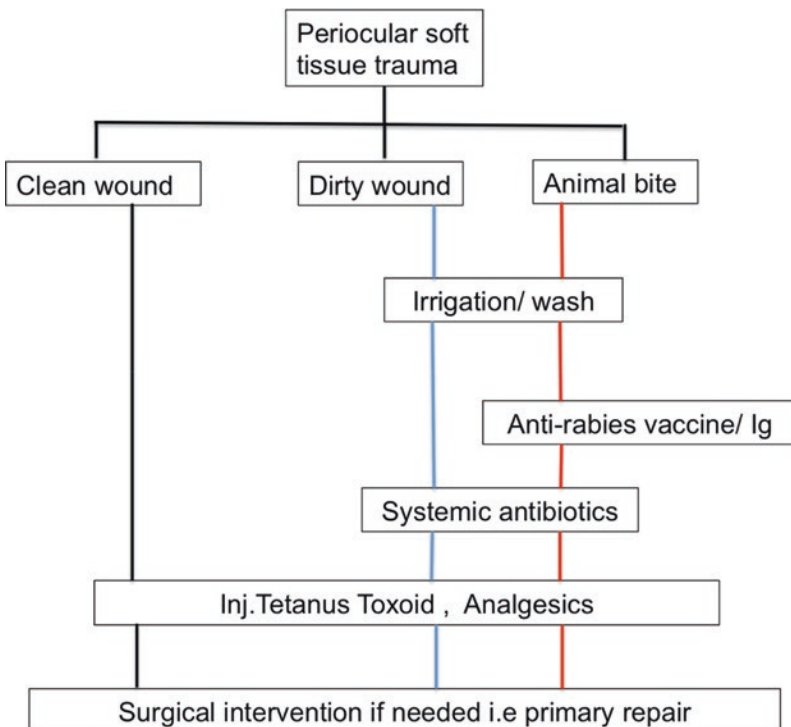 Periocular soft
tissue trauma
Clean wound
Dirty wound
Animal bite
Irrigation/ wash
Anti-rabies vaccine/ Ig
Systemic antibiotics
Inj.Tetanus Toxoid , Analgesics
Surgical intervention if needed i.e primary repair